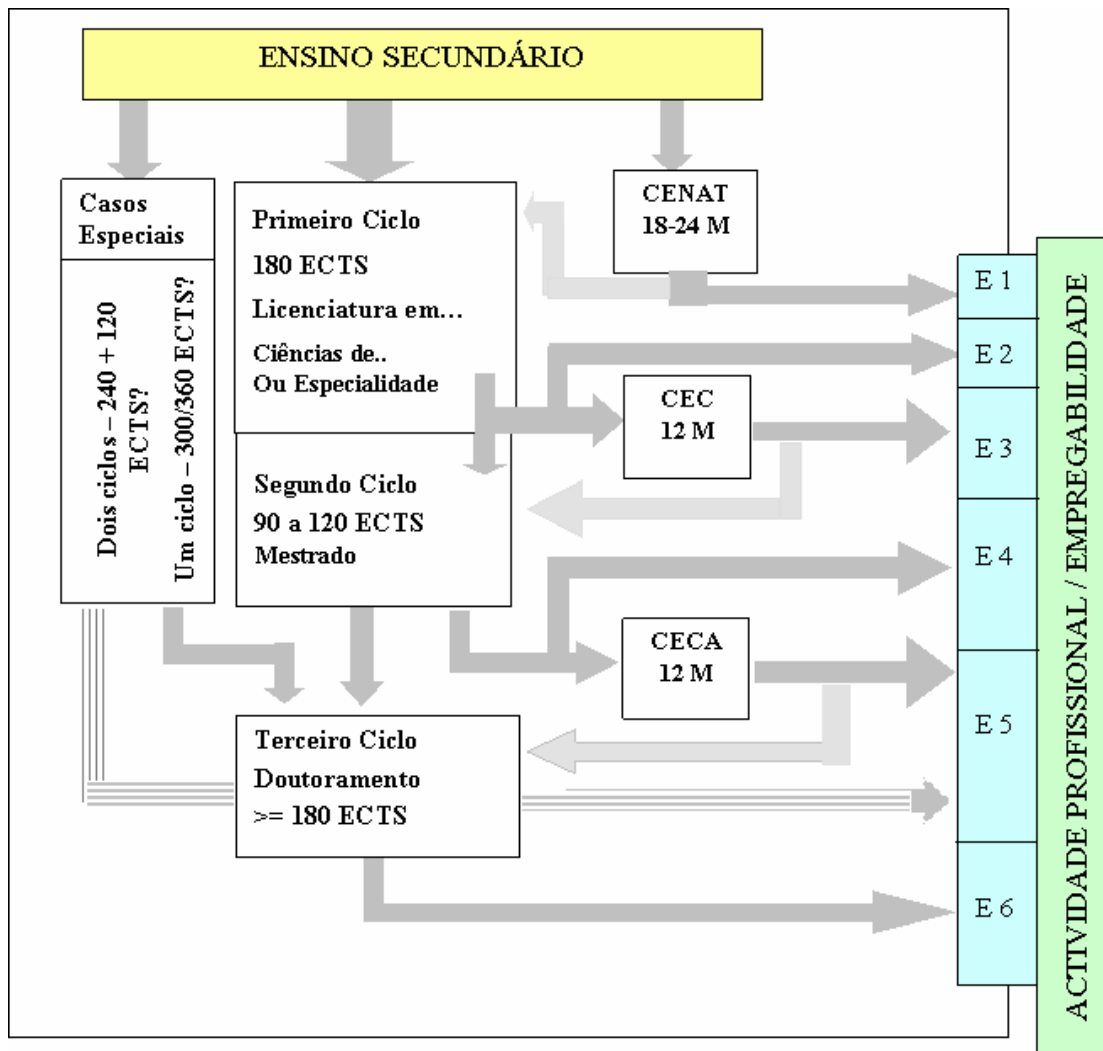 ENSINO SECUNDÁRIO
Casos
Especiais
Dois ciclos – 240 + 120
ECTS?
Um ciclo – 300/360 ECTS?
Primeiro Ciclo
180 ECTS
Licenciatura em...
Ciências de..
Ou Especialidade
CENAT
18-24 M
CEC
12 M
Segundo Ciclo
90 a 120 ECTS
Mestrado
CECA
12 M
Terceiro Ciclo
Doutoramento
>= 180 ECTS
E 1
E 2
E 3
E 4
E 5
E 6
ACTIVIDADE PROFISSIONAL / EMPREGABILIDADE